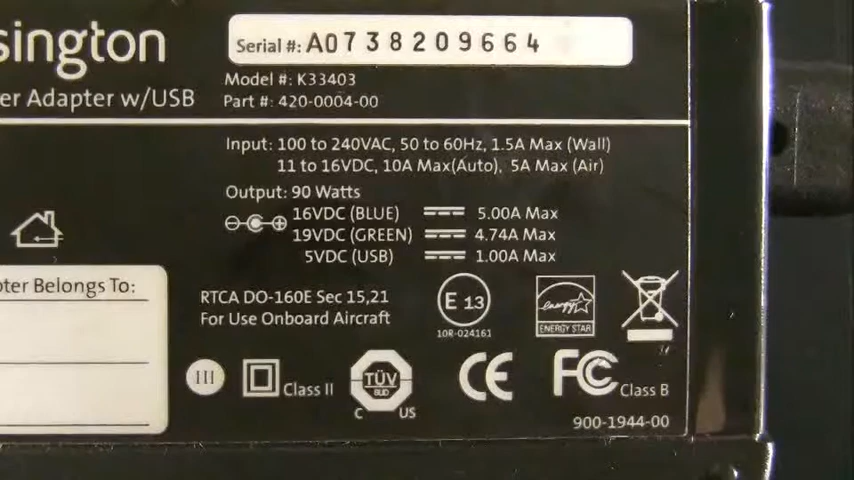 sington
Serial #: A0738209664
er Adapter w/USB
Model #: K33403
Part #: 420-0004-00
Input: 100 to 240VAC, 50 to 60Hz, 1.5A Max (Wall)
11 to 16VDC, 10A Max(Auto), 5A Max (Air)
Output: 90 Watts
16VDC (BLUE) 5.00A Max
19VDC (GREEN) 4.74A Max
5VDC (USB) 1.00A Max
pter Belongs To:
RTCA DO-160E Sec 15,21
For Use Onboard Aircraft
E 13
10R-024161
energy
ENERGY STAR
III
Class II
TÜV
SÜD
C US
CE
FC Class B
900-1944-00